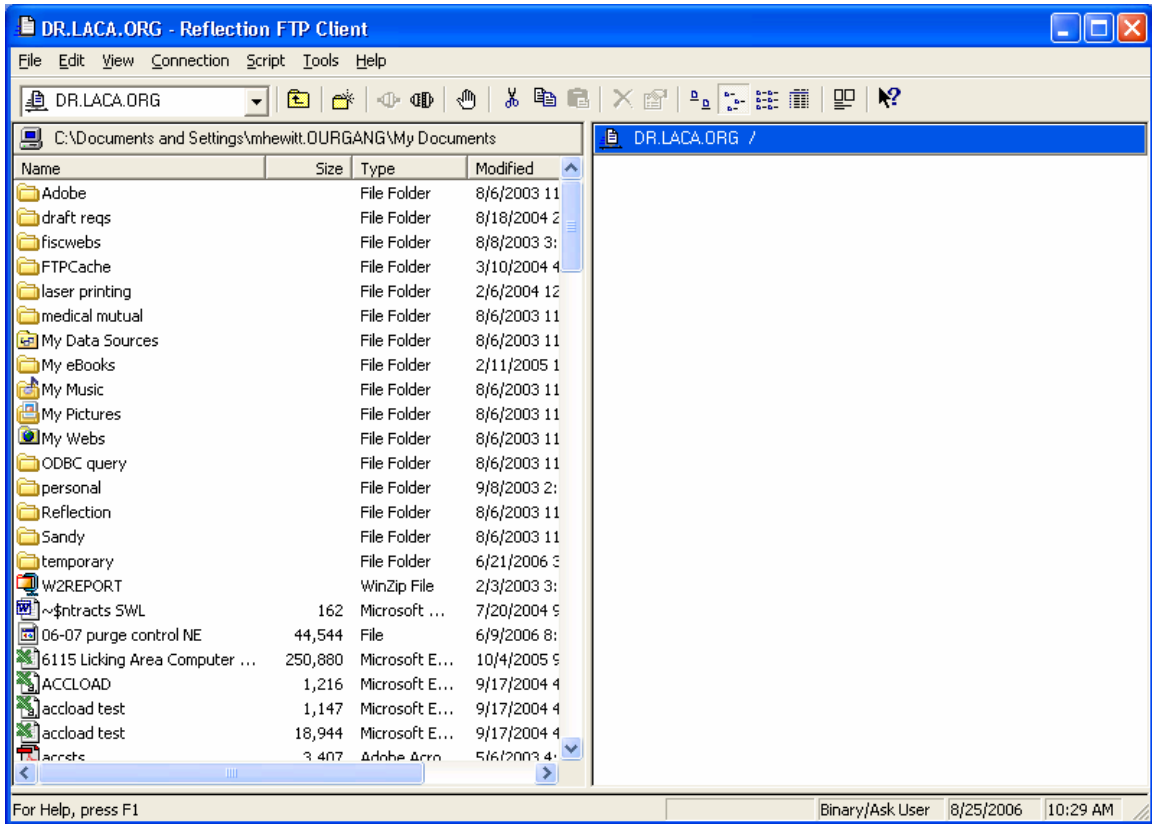 DR.LACA.ORG - Reflection FTP Client
File Edit View Connection Script Tools Help
DR.LACA.ORG
C:\Documents and Settings\mhewitt.OURGANG\My Documents
DR.LACA.ORG /
Name Size Type Modified
Adobe File Folder 8/6/2003 11
draft reqs File Folder 8/18/2004 2
fiscwebs File Folder 8/8/2003 3:
FTPCache File Folder 3/10/2004 4
laser printing File Folder 2/6/2004 12
medical mutual File Folder 8/6/2003 11
My Data Sources File Folder 8/6/2003 11
My eBooks File Folder 2/11/2005 1
My Music File Folder 8/6/2003 11
My Pictures File Folder 8/6/2003 11
My Webs File Folder 8/6/2003 11
ODBC query File Folder 8/6/2003 11
personal File Folder 9/8/2003 2:
Reflection File Folder 8/6/2003 11
Sandy File Folder 8/6/2003 11
temporary File Folder 6/21/2006 3
W2REPORT WinZip File 2/3/2003 3:
~$ntracts SWL 162 Microsoft ... 7/20/2004 9
06-07 purge control NE 44,544 File 6/9/2006 8:
6115 Licking Area Computer ... 250,880 Microsoft E... 10/4/2005 9
ACCLOAD 1,216 Microsoft E... 9/17/2004 4
accload test 1,147 Microsoft E... 9/17/2004 4
accload test 18,944 Microsoft E... 9/17/2004 4
accsts 3,407 Adobe Acro 5/6/2003 4:
For Help, press F1
Binary/Ask User 8/25/2006 10:29 AM